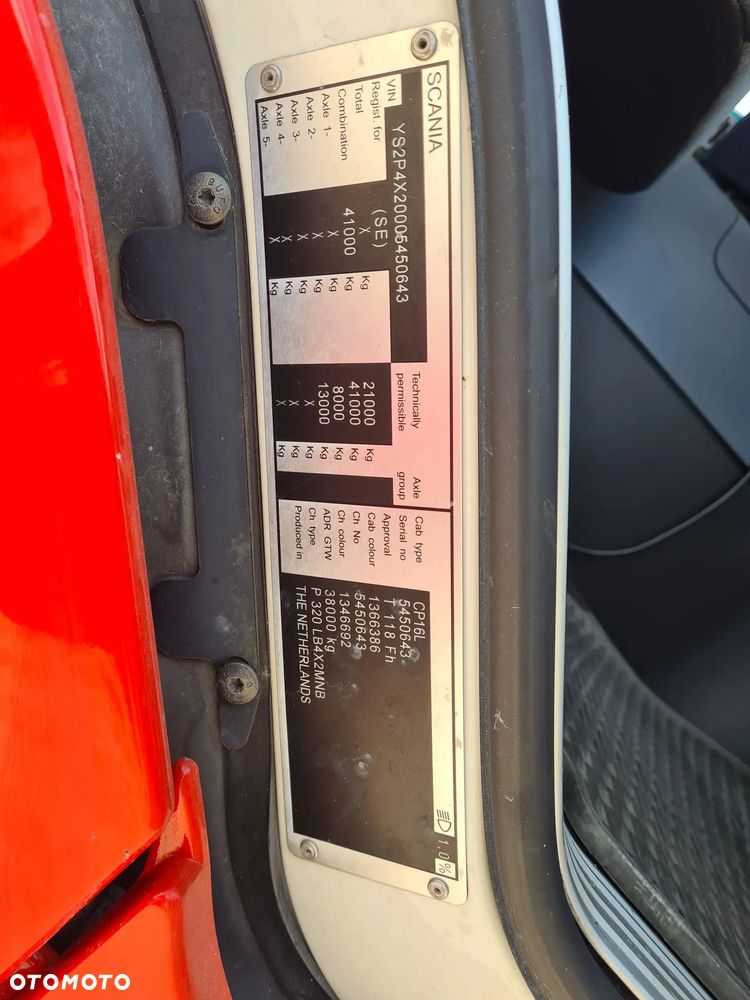 SCANIA
VIN YS2P4X20005450643
Regist. for (SE)
Total X Kg
Combination 41000 Kg
Axle 1- X Kg
Axle 2- X Kg
Axle 3- X Kg
Axle 4- X Kg
Axle 5- X Kg
Technically permissible
Axle group
21000 Kg
41000 Kg
8000 Kg
13000 Kg
X Kg
X Kg
X Kg
Cab type CP16L
Serial no 5450643
Approval T 118 Fh
Cab colour 1366386
Ch No 5450643
Ch colour 1346692
ADR GTW 38000 kg
Ch type P 320 LB4X2MNB
Produced in THE NETHERLANDS
1,0%
BUFO
OTOMOTO